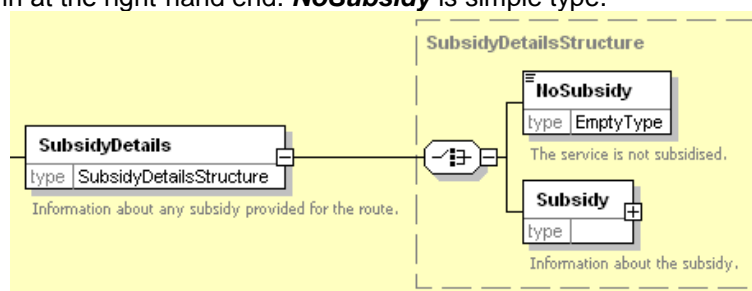 in at the right-hand end. NoSubsidy is simple type.
SubsidyDetailsStructure
NoSubsidy
type EmptyType
The service is not subsidised.
SubsidyDetails
type SubsidyDetailsStructure
Information about any subsidy provided for the route.
Subsidy
type
Information about the subsidy.